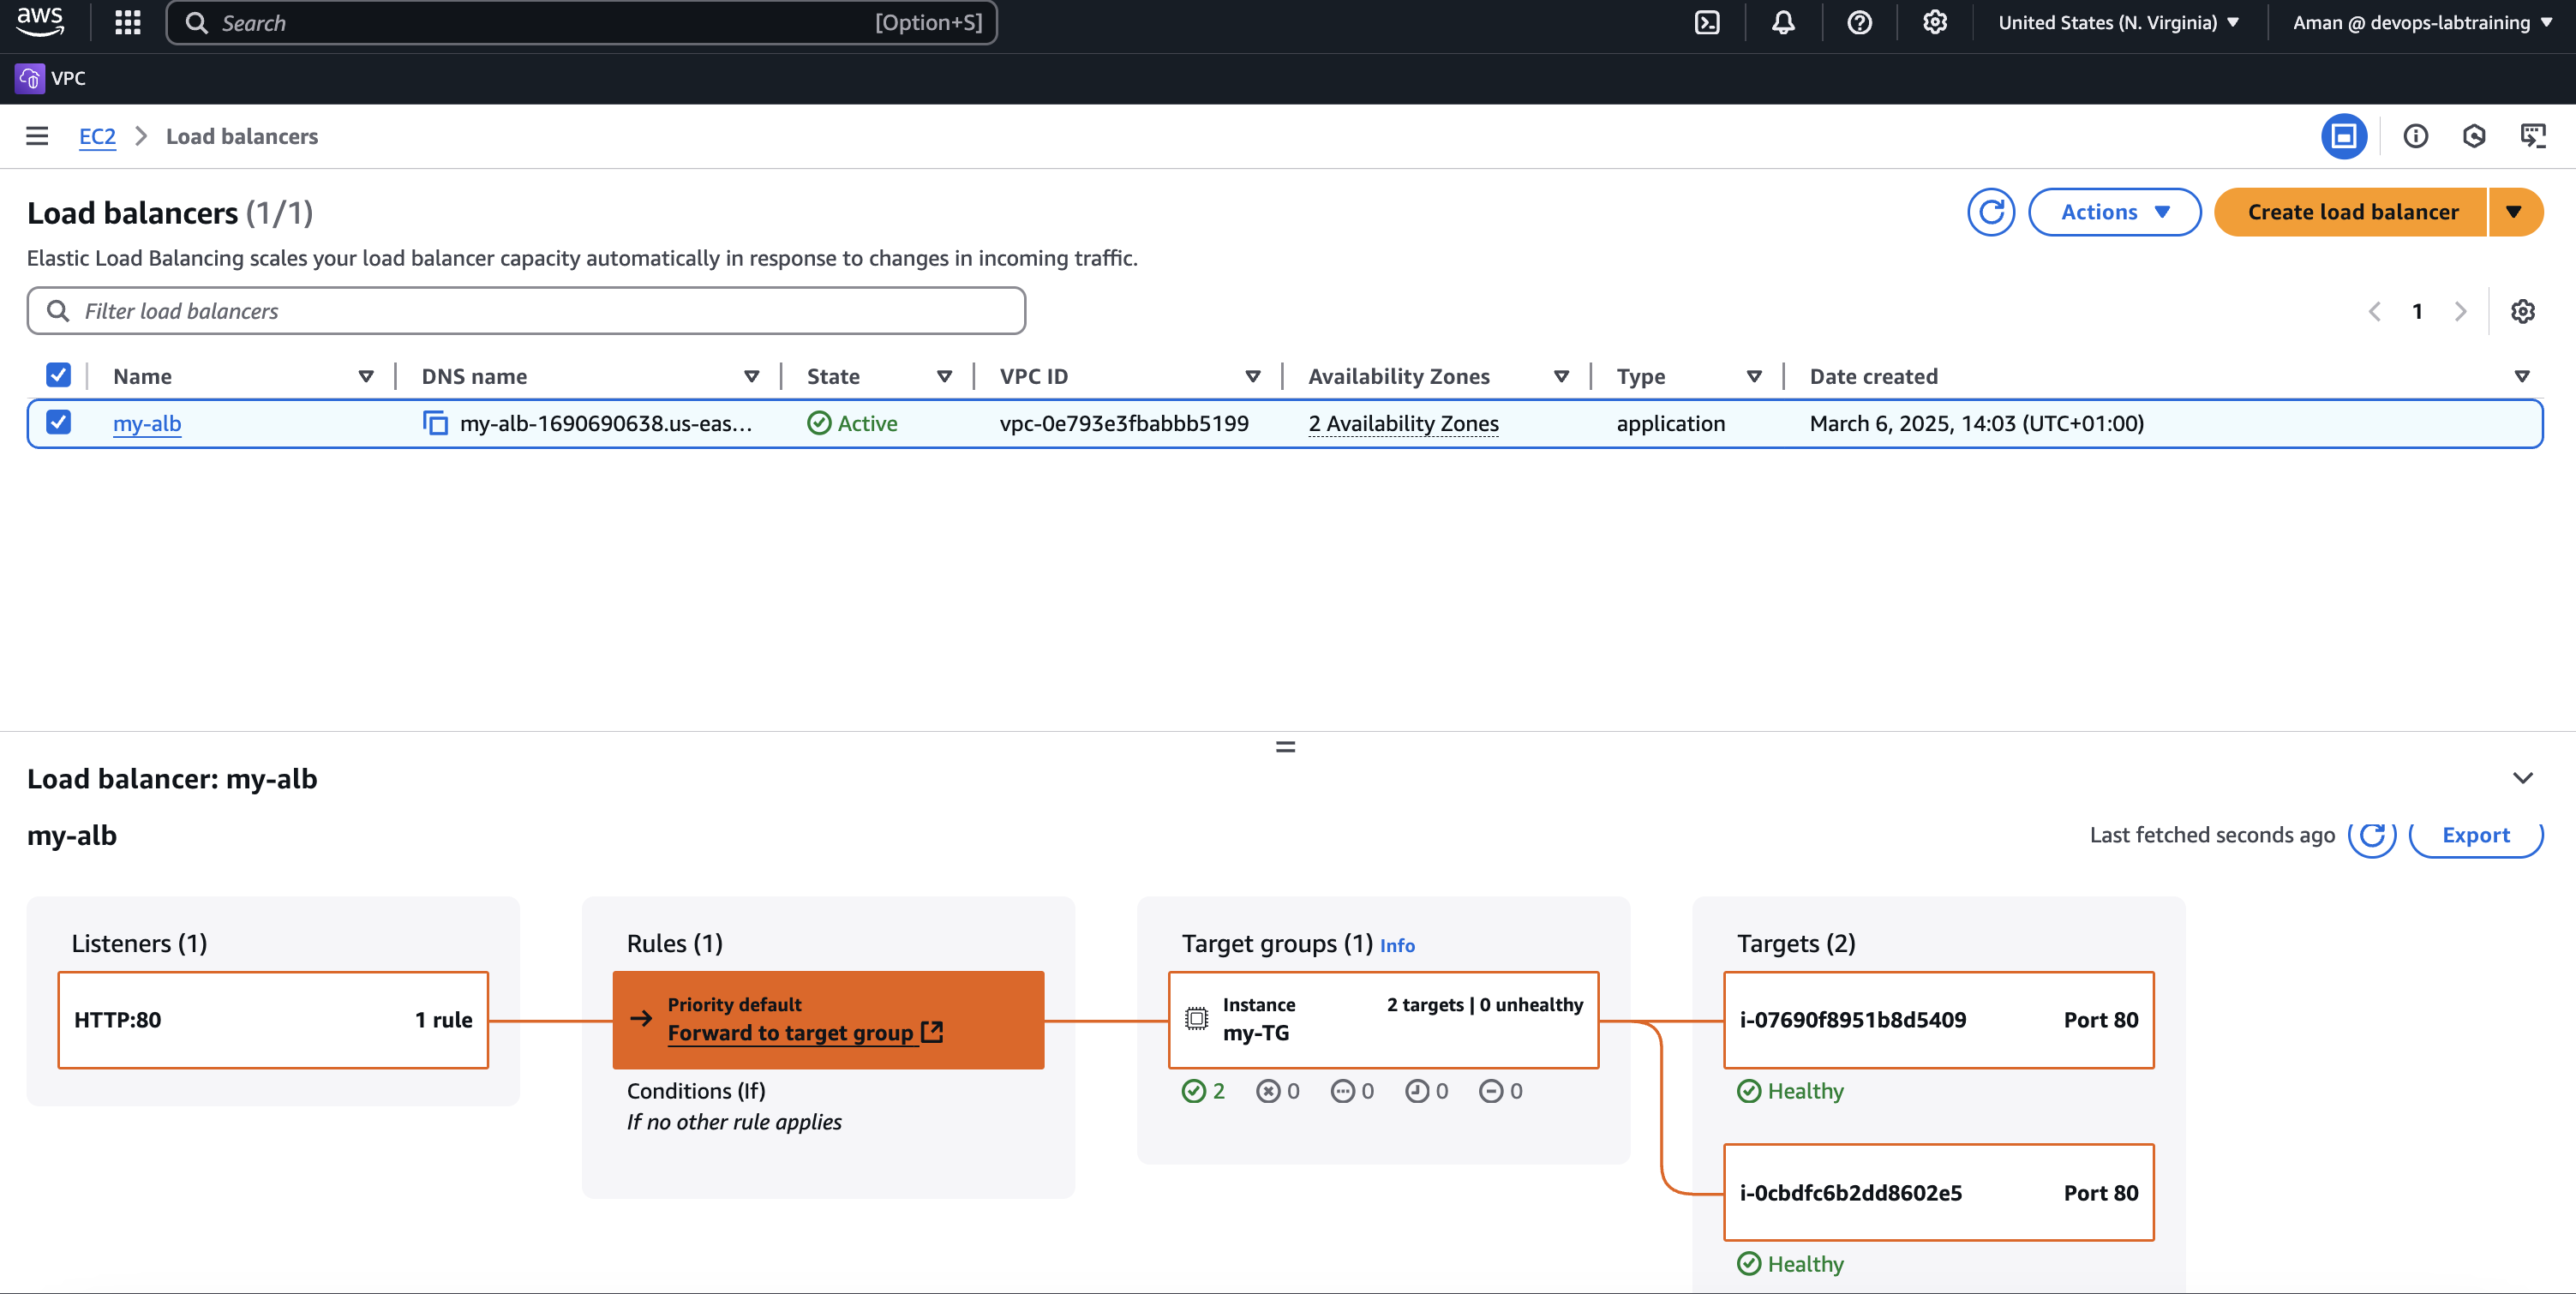 aws
Search [Option+S] United States (N. Virginia) Aman @ devops-labtraining
VPC
EC2 Load balancers
Load balancers (1/1)
Actions
Create load balancer
Elastic Load Balancing scales your load balancer capacity automatically in response to changes in incoming traffic.
Filter load balancers
1
Name DNS name State VPC ID Availability Zones Type Date created
my-alb my-alb-1690690638.us-eas... Active vpc-0e793e3fbabbb5199 2 Availability Zones application March 6, 2025, 14:03 (UTC+01:00)
Load balancer: my-alb
my-alb
Last fetched seconds ago
Export
Listeners (1)
HTTP:80 1 rule
Rules (1)
Priority default
Forward to target group
Conditions (If)
If no other rule applies
Target groups (1) Info
Instance 2 targets | 0 unhealthy
my-TG
2 0 0 0 0
Targets (2)
i-07690f8951b8d5409 Port 80
Healthy
i-0cbdfc6b2dd8602e5 Port 80
Healthy